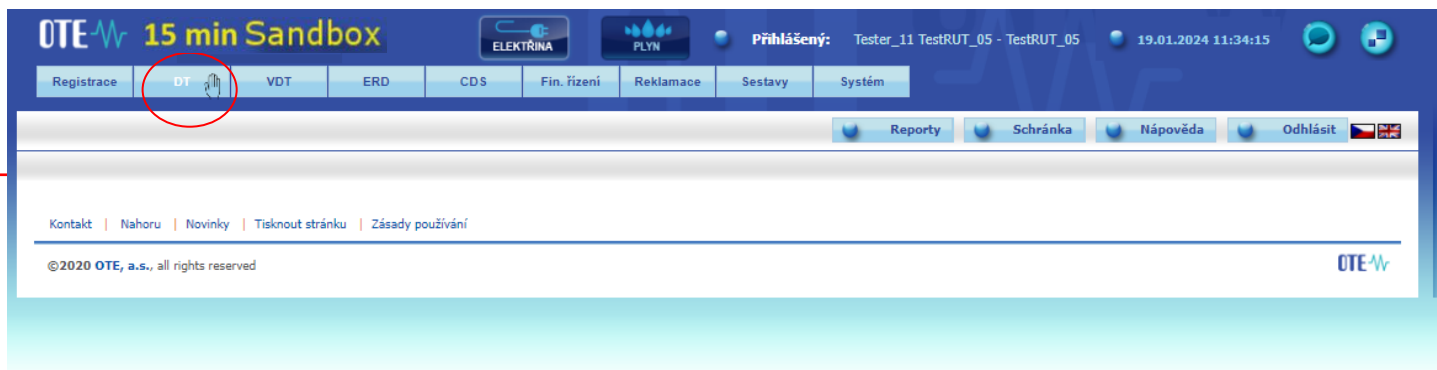 OTE 15 min Sandbox ELEKTŘINA PLYN Přihlášený: Tester_11 TestRUT_05 - TestRUT_05 19.01.2024 11:34:15
Registrace DT VDT ERD CDS Fin. řízení Reklamace Sestavy Systém
Reporty Schránka Nápověda Odhlásit
Kontakt | Nahoru | Novinky | Tisknout stránku | Zásady používání
©2020 OTE, a.s., all rights reserved OTE